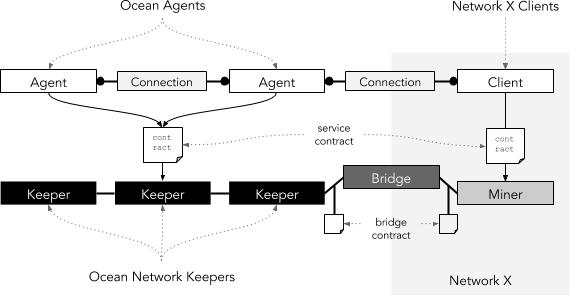 Ocean Agents
Network X Clients
Agent
Connection
Agent
Connection
Client
cont
ract
service
contract
cont
ract
Keeper
Keeper
Keeper
Bridge
Miner
bridge
contract
Ocean Network Keepers
Network X